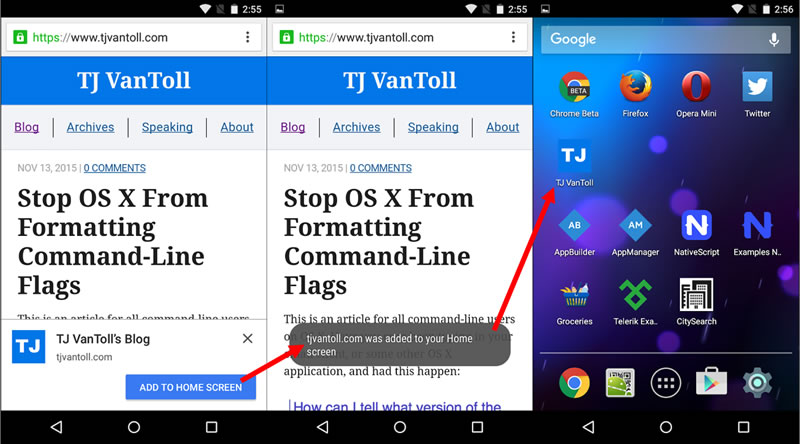 2:55
https://www.tjvantoll.com
TJ VanToll
Blog
Archives
Speaking
About
NOV 13, 2015 | 0 COMMENTS
Stop OS X From
Formatting
Command-Line
Flags
This is an article for all command-line users
TJ VanToll's Blog
tjvantoll.com
ADD TO HOME SCREEN
2:55
https://www.tjvantoll.com
TJ VanToll
Blog
Archives
Speaking
About
NOV 13, 2015 | 0 COMMENTS
Stop OS X From
Formatting
Command-Line
Flags
This is an article for all command-line users
on OS X
in your
tjvantoll.com was added to your Home
screen
or some other OS X
application, and had this happen:
How can I tell what version of the
2:56
Google
BETA
Chrome Beta
Firefox
Opera Mini
Twitter
TJ
TJ VanToll
AB
AppBuilder
AM
AppManager
N
NativeScript
N
Examples N..
Groceries
Telerik Exa..
CitySearch
TJ